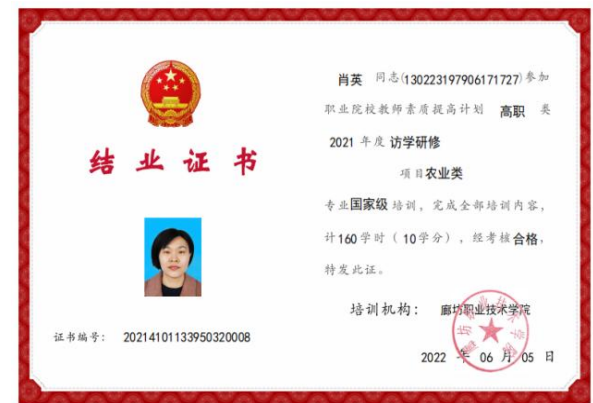 结业证书
证书编号: 20214101133950320008
肖英 同志(130223197906171727)参加
职业院校教师素质提高计划 高职 类
2021 年度 访学研修
项目农业类
专业国家级 培训，完成全部培训内容，
计160学时（ 10学分），经考核合格，
特发此证。
培训机构： 廊坊职业技术学院
2022 年 06 月 05 日